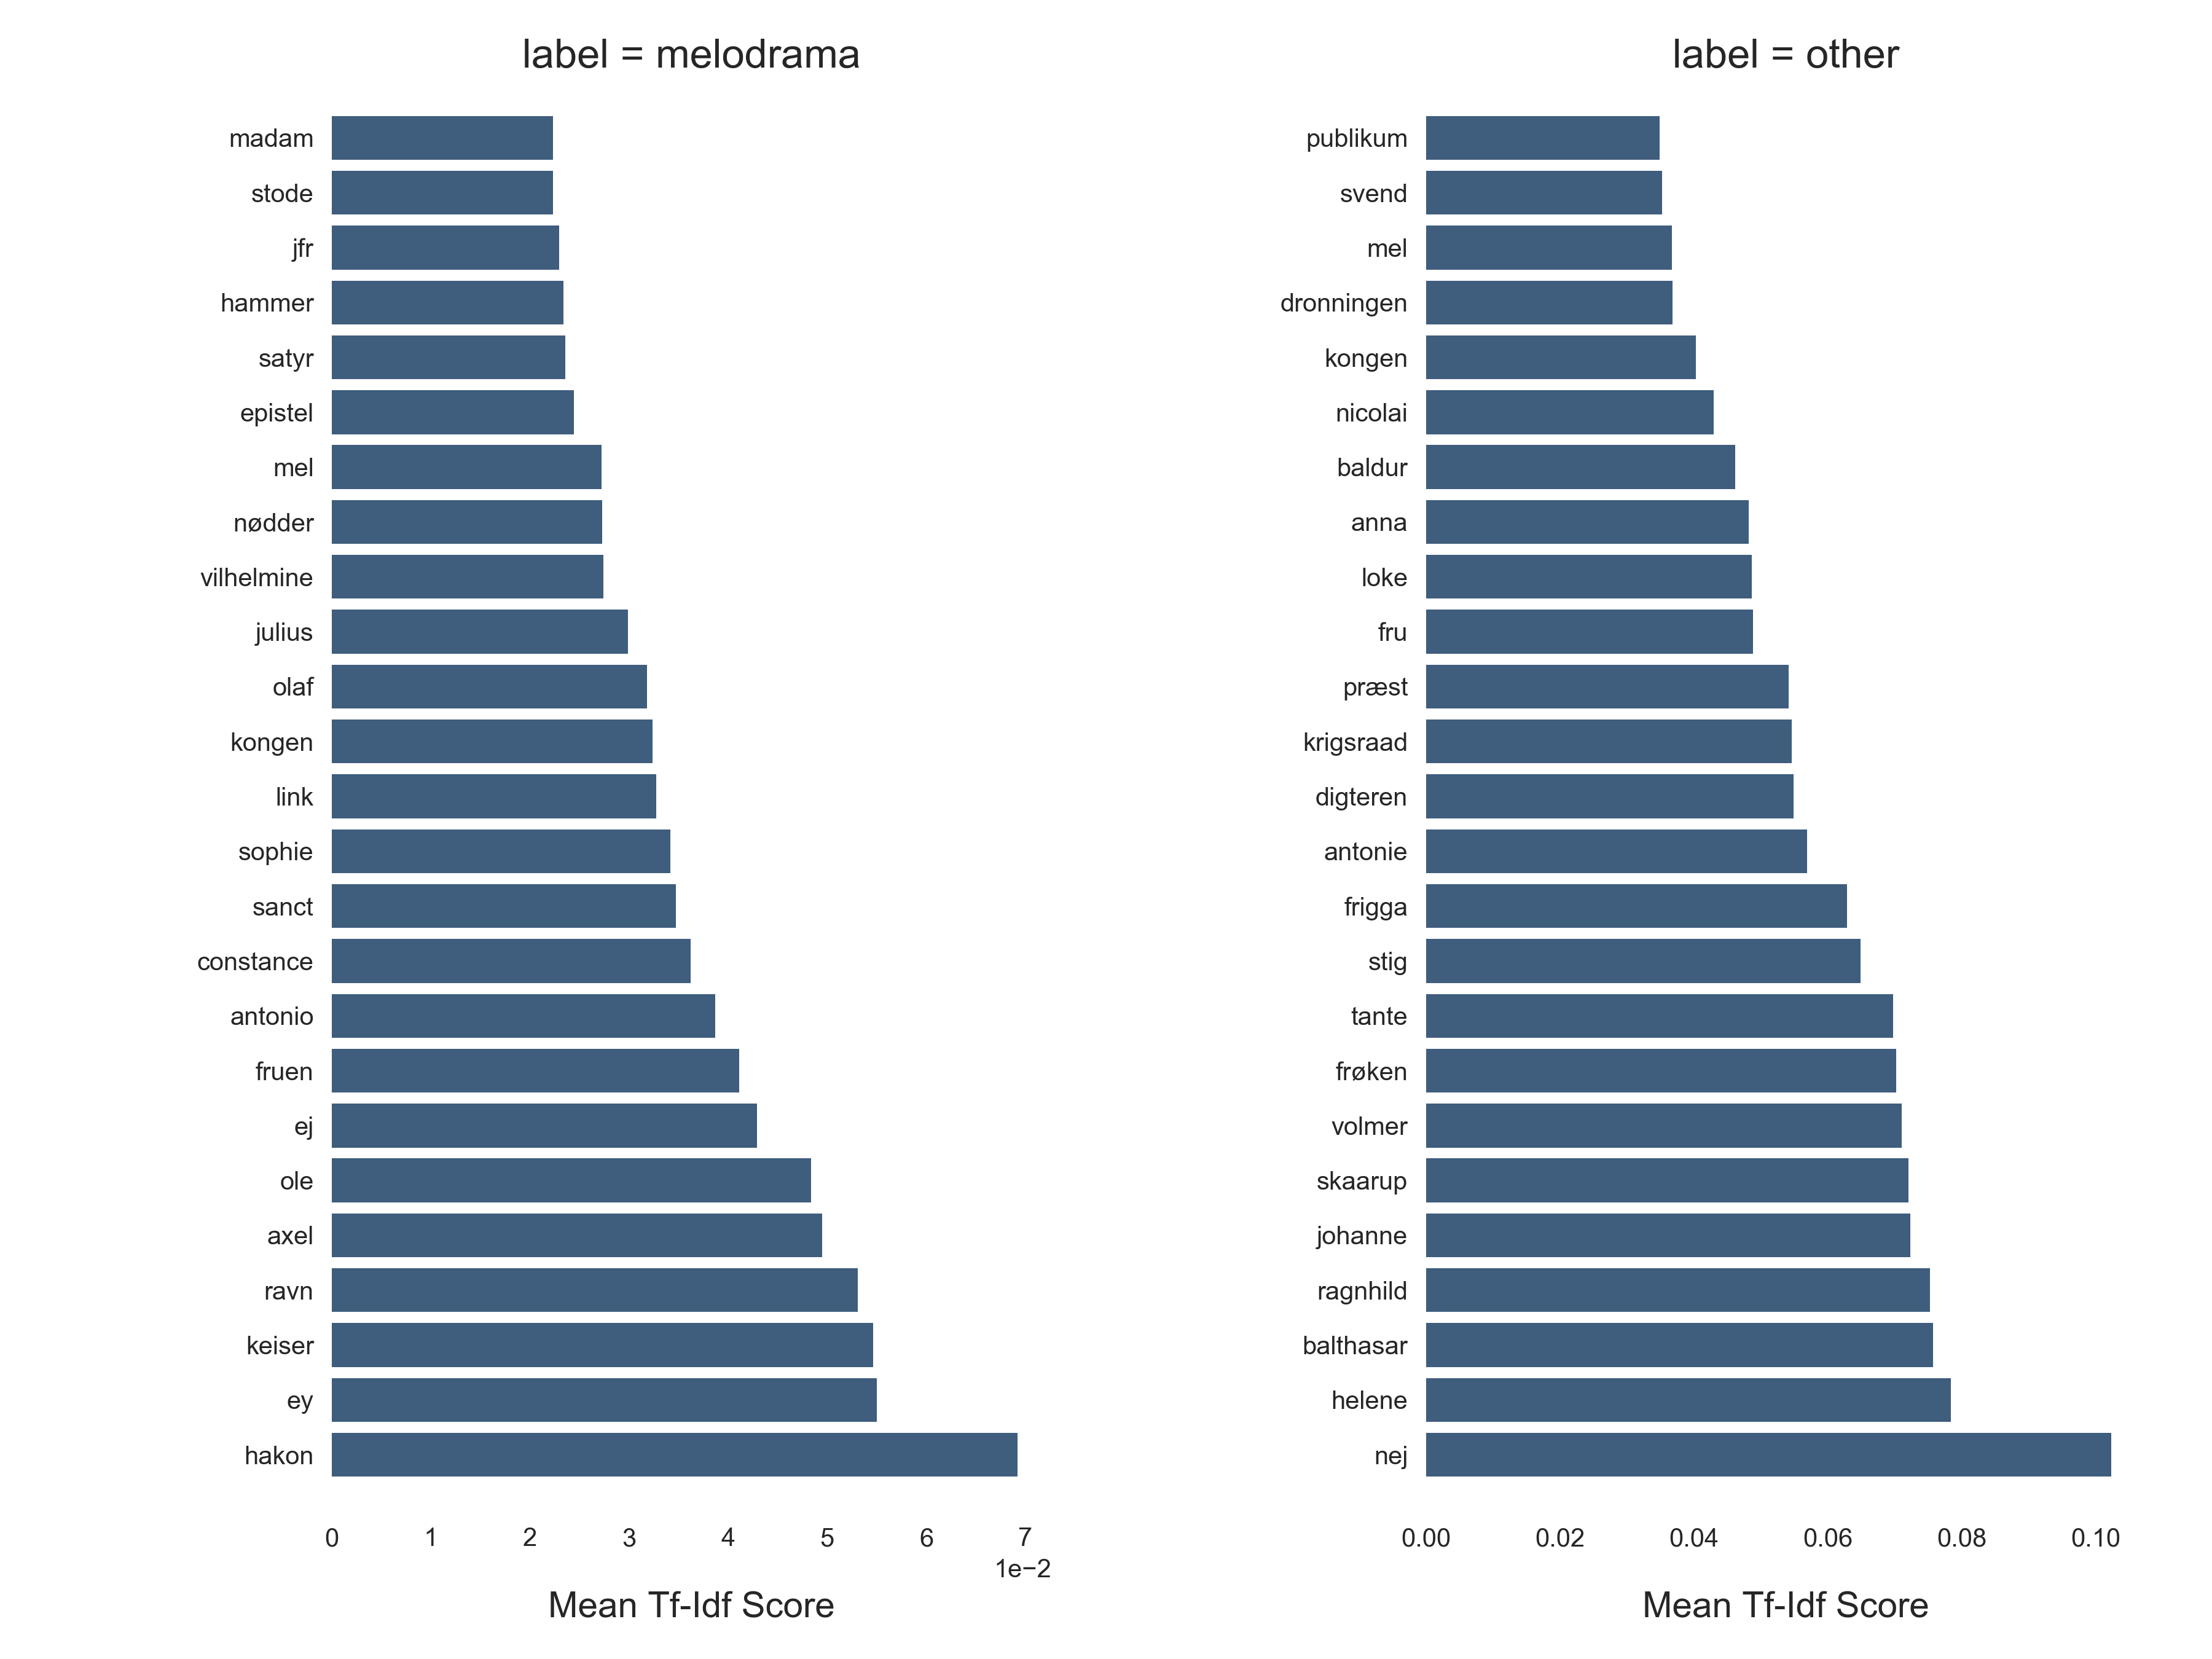 label = melodrama
madam
stode
jfr
hammer
satyr
epistel
mel
nødder
vilhelmine
julius
olaf
kongen
link
sophie
sanct
constance
antonio
fruen
ej
ole
axel
ravn
keiser
ey
hakon
0 1 2 3 4 5 6 7
1e−2
Mean Tf-Idf Score
label = other
publikum
svend
mel
dronningen
kongen
nicolai
baldur
anna
loke
fru
præst
krigsraad
digteren
antonie
frigga
stig
tante
frøken
volmer
skaarup
johanne
ragnhild
balthasar
helene
nej
0.00 0.02 0.04 0.06 0.08 0.10
Mean Tf-Idf Score